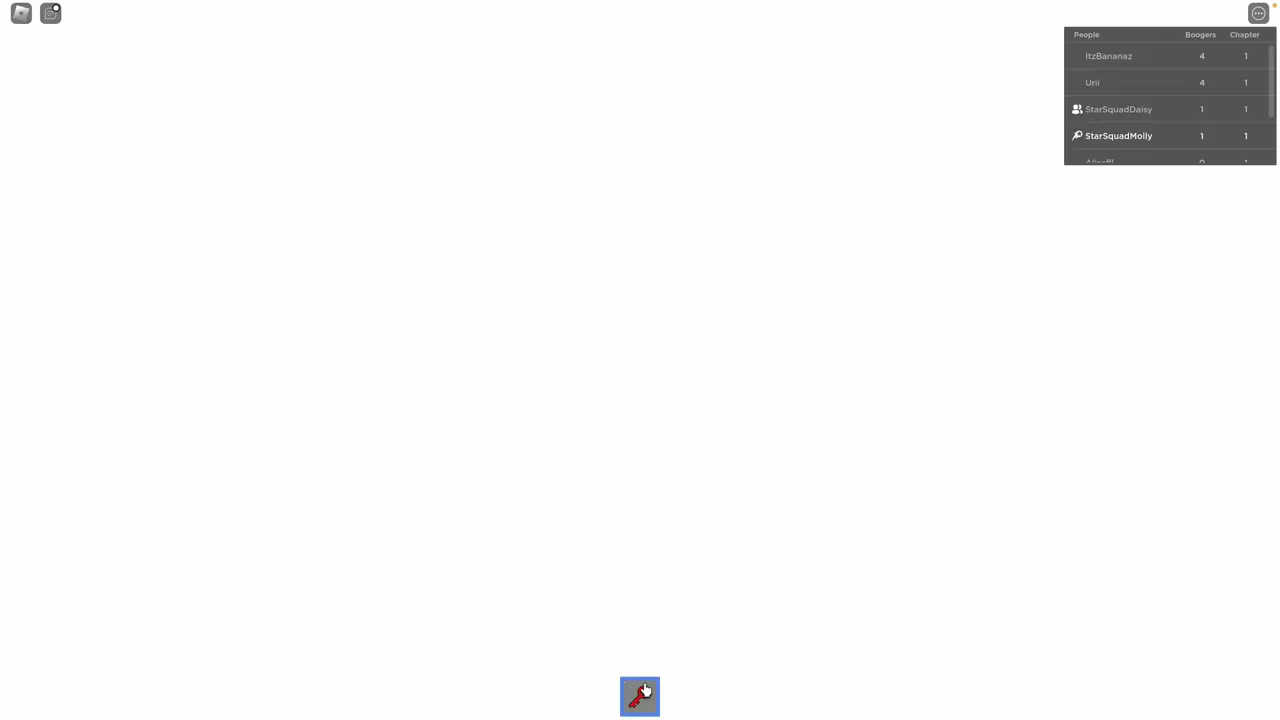 People Boogers Chapter
ItzBananaz 4 1
Urii 4 1
StarSquadDaisy 1 1
StarSquadMolly 1 1